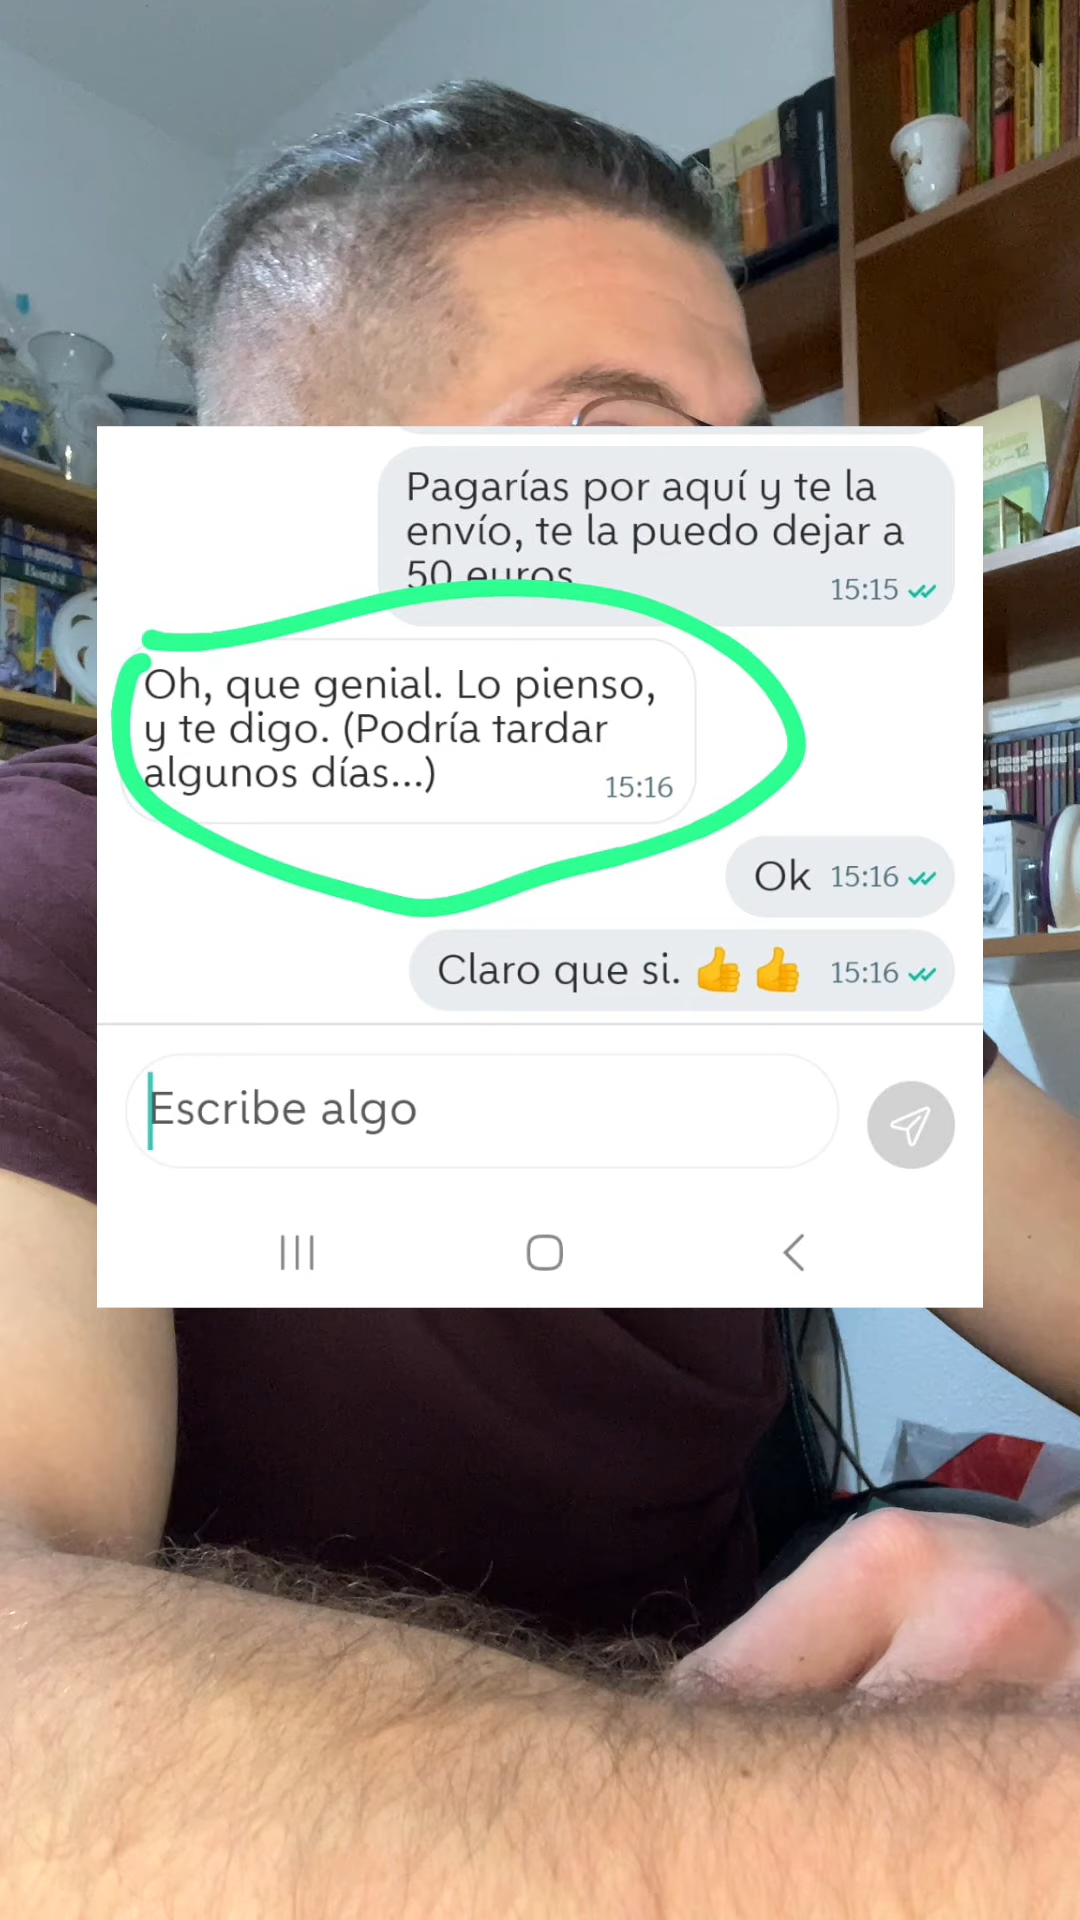 Pagarías por aquí y te la
envío, te la puedo dejar a
50 euros
15:15
Oh, que genial. Lo pienso,
y te digo. (Podría tardar
algunos días...)
15:16
Ok 15:16
Claro que si. 👍👍 15:16
Escribe algo
Bambi